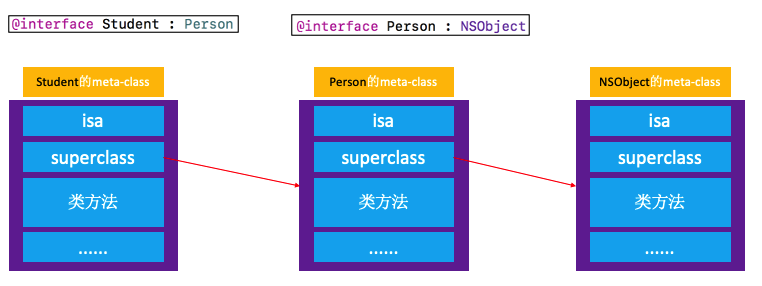 @interface Student : Person
@interface Person : NSObject
Student的meta-class
Person的meta-class
NSObject的meta-class
isa
isa
isa
superclass
superclass
superclass
类方法
类方法
类方法
......
......
......